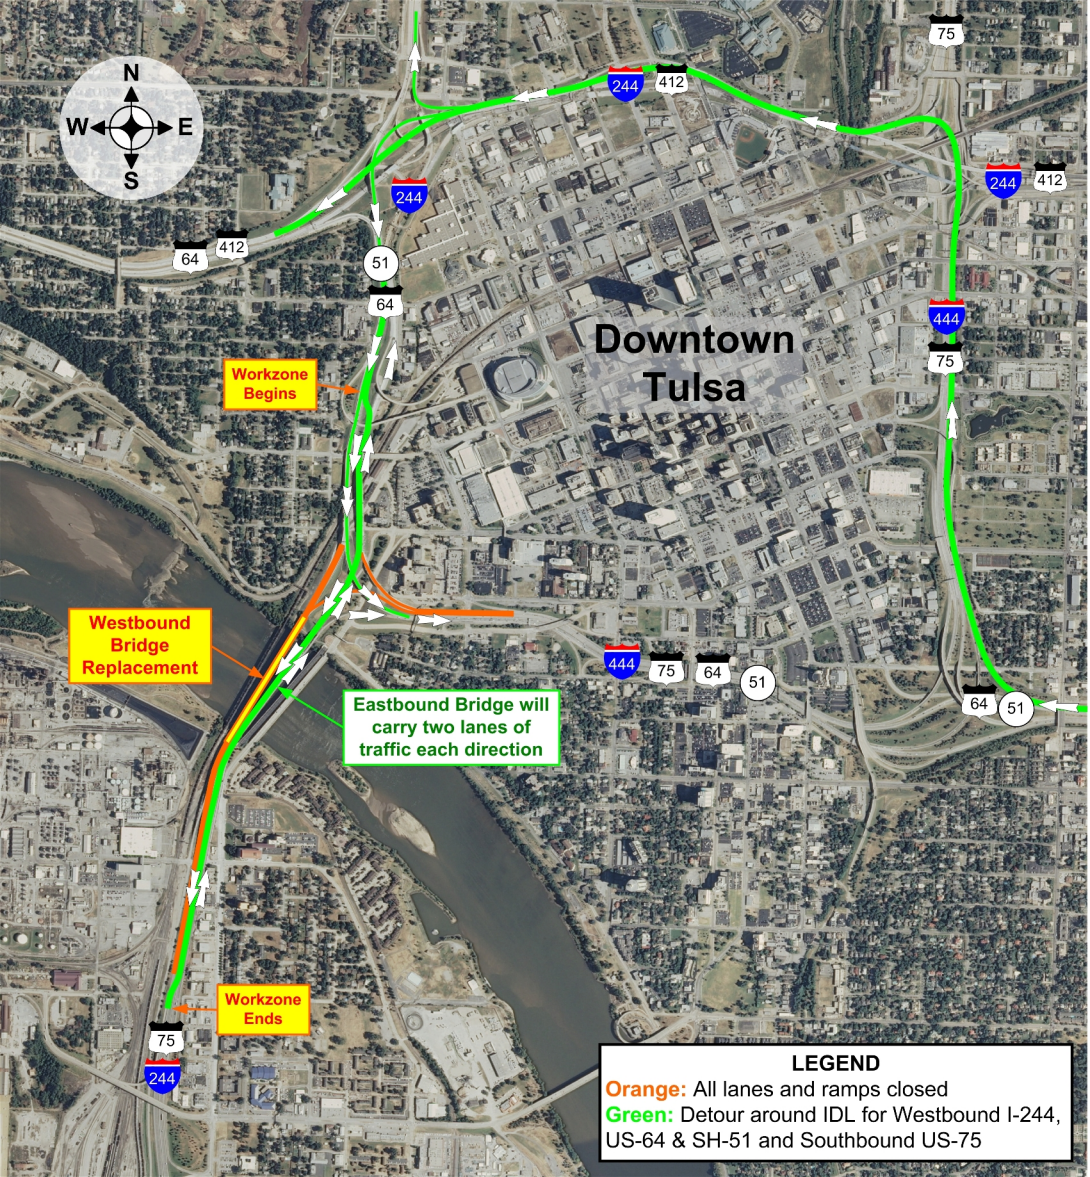 75
244
412
N
W E
S
244
412
244
64
412
51
64
444
75
Downtown
Tulsa
Workzone
Begins
Westbound
Bridge
Replacement
444
75
64
51
64
51
Eastbound Bridge will
carry two lanes of
traffic each direction
Workzone
Ends
75
244
LEGEND
Orange: All lanes and ramps closed
Green: Detour around IDL for Westbound I-244,
US-64 & SH-51 and Southbound US-75